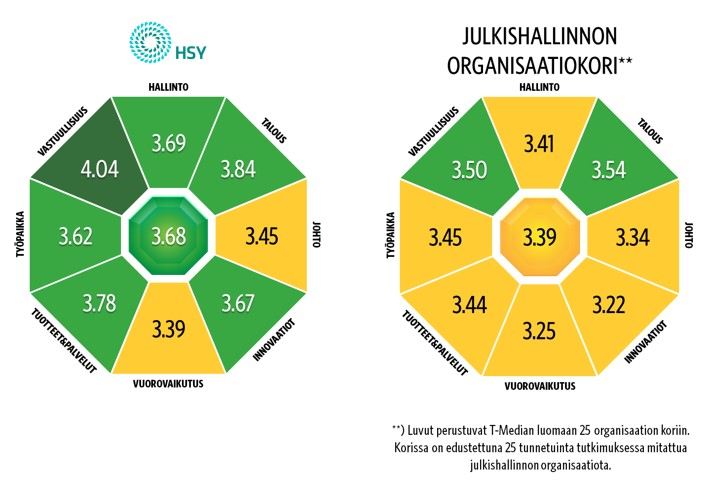 HSY
HALLINTO
3.69
TALOUS
3.84
JOHTO
3.45
INNOVAATIOT
3.67
VUOROVAIKUTUS
3.39
TUOTTEET&PALVELUT
3.78
TYÖPAIKKA
3.62
VASTUULLISUUS
4.04
3.68
JULKISHALLINNON
ORGANISAATIOKORI**
HALLINTO
3.41
TALOUS
3.54
JOHTO
3.34
INNOVAATIOT
3.22
VUOROVAIKUTUS
3.25
TUOTTEET&PALVELUT
3.44
TYÖPAIKKA
3.45
VASTUULLISUUS
3.50
3.39
**) Luvut perustuvat T-Median luomaan 25 organisaation koriin.
Korissa on edustettuna 25 tunnetuinta tutkimuksessa mitattua
julkishallinnon organisaatiota.